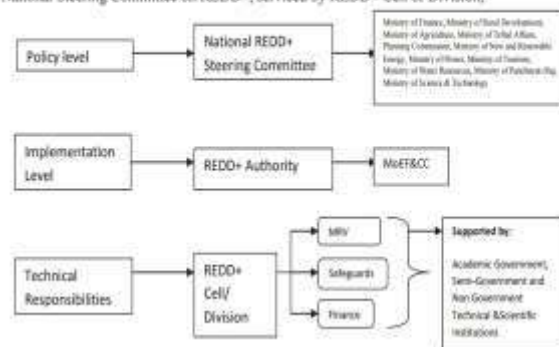 National Steering Committee on REDD+ (serviced by REDD+ Cell or Division)
Policy level
National REDD+
Steering Committee
Ministry of Finance, Ministry of Rural Development,
Ministry of Agriculture, Ministry of Tribal Affairs,
Planning Commission, Ministry of New and Renewable
Energy, Ministry of Power, Ministry of Tourism,
Ministry of Water Resources, Ministry of Panchayati Raj,
Ministry of Science & Technology
Implementation
Level
REDD+ Authority
MoEF&CC
Technical
Responsibilities
REDD+
Cell/
Division
MRV
Safeguards
Finance
Supported by:
Academic Government,
Semi-Government and
Non Government
Technical &Scientific
Institutions